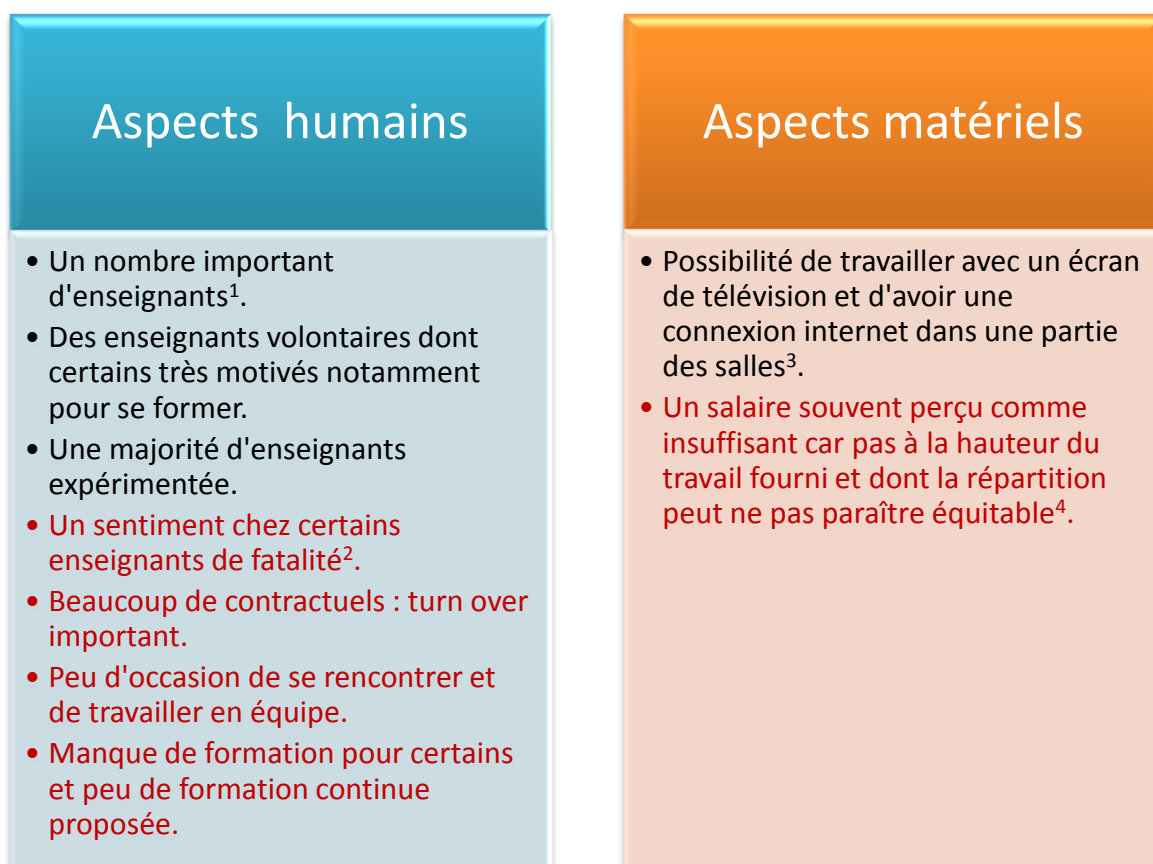 Aspects humains
• Un nombre important
d'enseignants¹.
• Des enseignants volontaires dont
certains très motivés notamment
pour se former.
• Une majorité d'enseignants
expérimentée.
• Un sentiment chez certains
enseignants de fatalité².
• Beaucoup de contractuels : turn over
important.
• Peu d'occasion de se rencontrer et
de travailler en équipe.
• Manque de formation pour certains
et peu de formation continue
proposée.
Aspects matériels
• Possibilité de travailler avec un écran
de télévision et d'avoir une
connexion internet dans une partie
des salles³.
• Un salaire souvent perçu comme
insuffisant car pas à la hauteur du
travail fourni et dont la répartition
peut ne pas paraître équitable⁴.